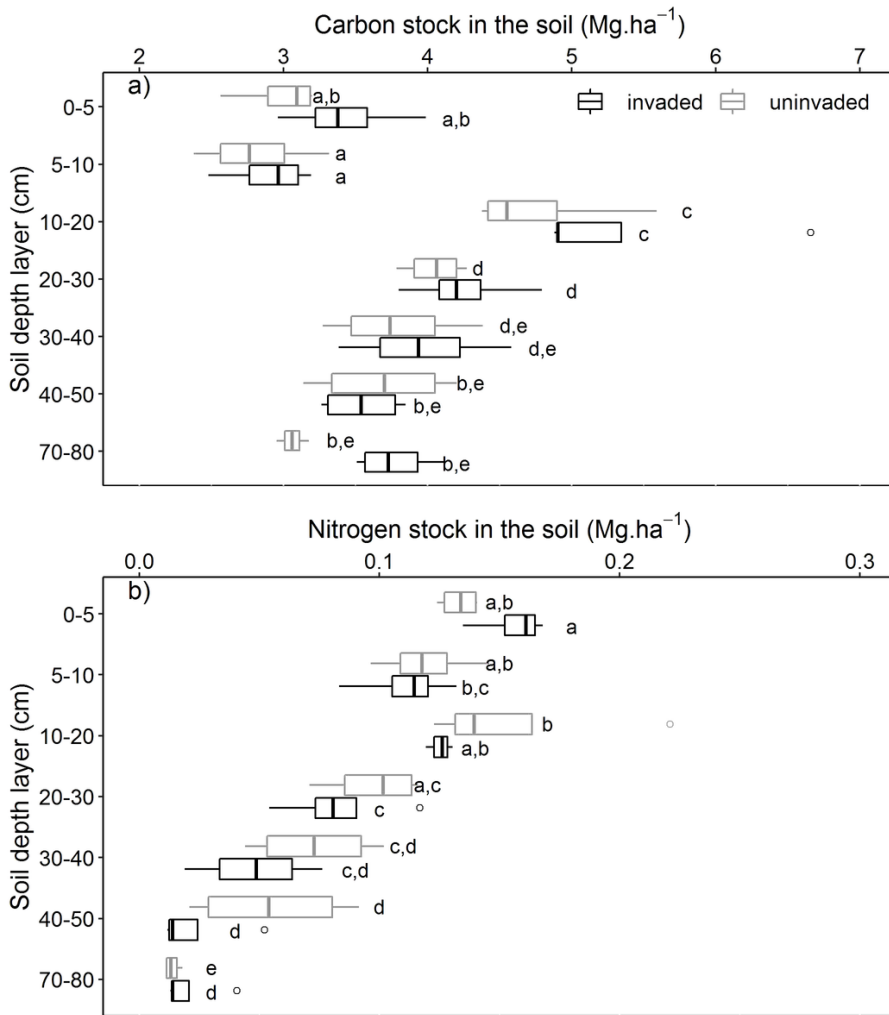 Carbon stock in the soil (Mg.ha⁻¹)
2 3 4 5 6 7
a)
invaded uninvaded
Soil depth layer (cm)
0-5 a,b
a,b
5-10 a
a
10-20 c
c
20-30 d
d
30-40 d,e
d,e
40-50 b,e
b,e
70-80 b,e
b,e
Nitrogen stock in the soil (Mg.ha⁻¹)
0.0 0.1 0.2 0.3
b)
Soil depth layer (cm)
0-5 a,b
a
5-10 a,b
b,c
10-20 b
a,b
20-30 a,c
c
30-40 c,d
c,d
40-50 d
d
70-80 e
d